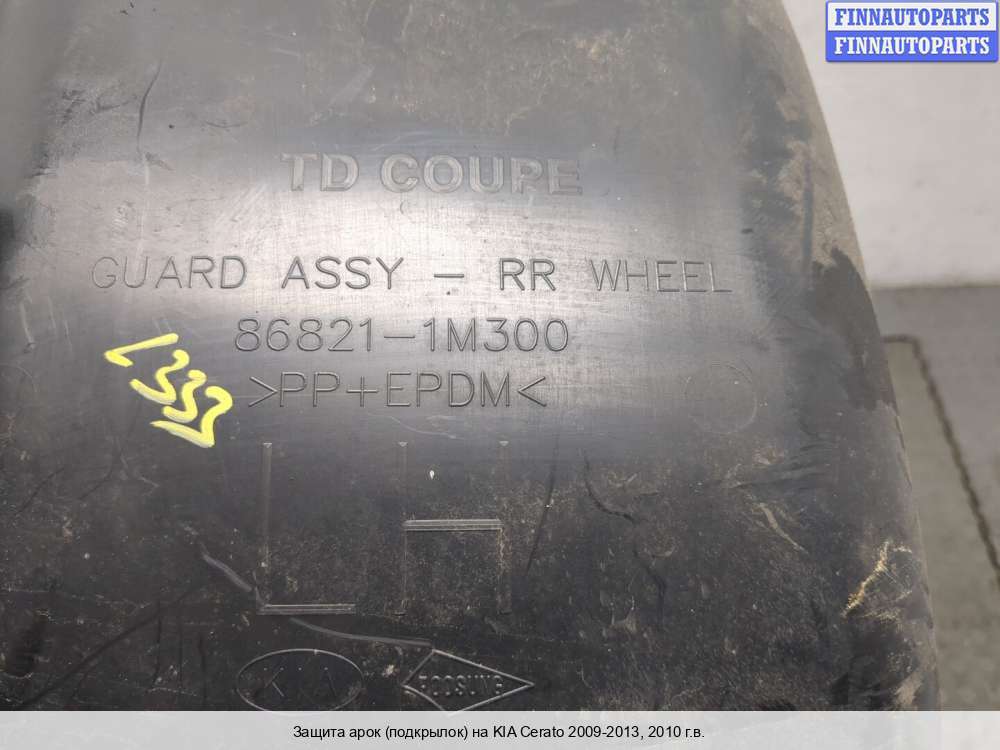 FINNAUTOPARTS
FINNAUTOPARTS
TD COUPE
GUARD ASSY - RR WHEEL
86821-1M300
>PP+EPDM<
LH
KIA
Защита арок (подкрылок) на KIA Cerato 2009-2013, 2010 г.в.